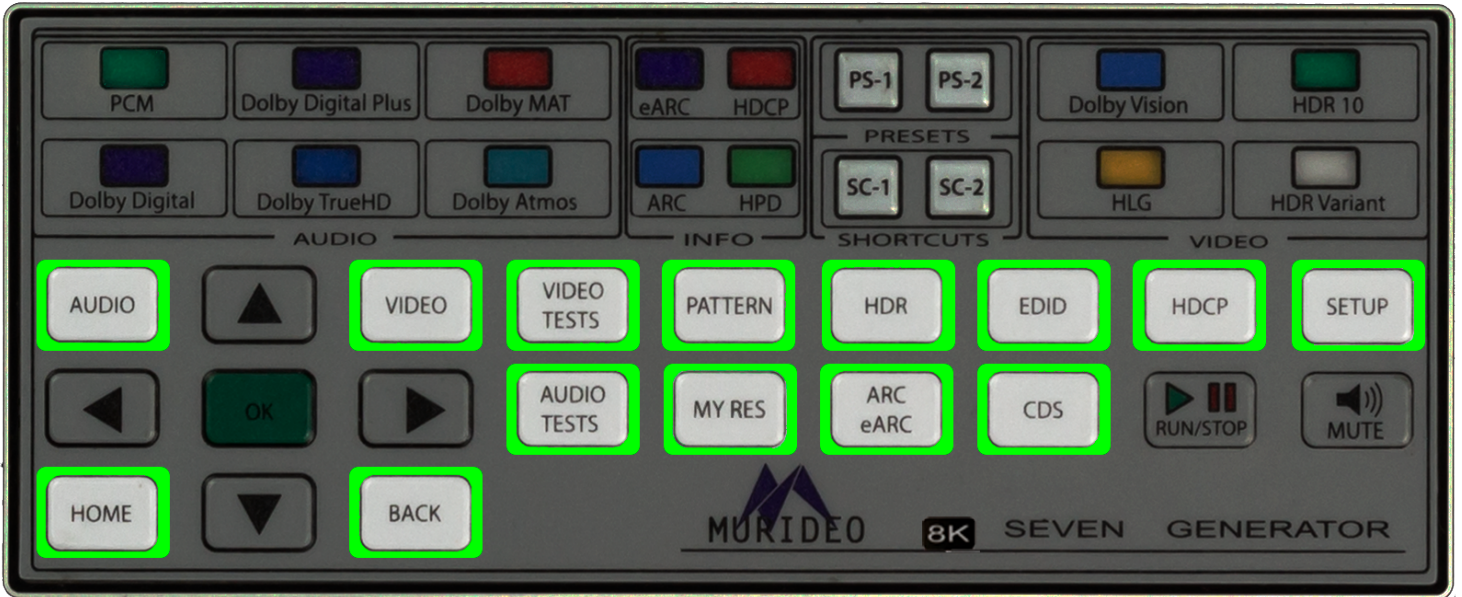 PCM
Dolby Digital Plus
Dolby MAT
eARC
HDCP
PS-1
PS-2
Dolby Vision
HDR 10
PRESETS
Dolby Digital
Dolby TrueHD
Dolby Atmos
ARC
HPD
SC-1
SC-2
HLG
HDR Variant
AUDIO
INFO
SHORTCUTS
VIDEO
AUDIO
VIDEO
VIDEO
TESTS
PATTERN
HDR
EDID
HDCP
SETUP
OK
AUDIO
TESTS
MY RES
ARC
eARC
CDS
RUN/STOP
MUTE
HOME
BACK
MURIDEO
8K SEVEN GENERATOR